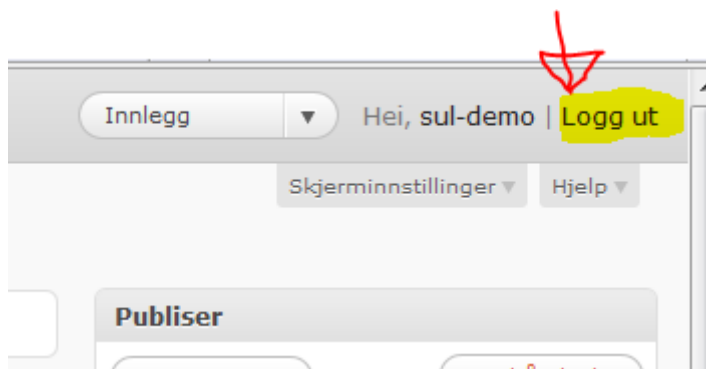 Innlegg ▼ Hei, sul-demo | Logg ut
Skjerminnstillinger ▼ Hjelp ▼
Publiser